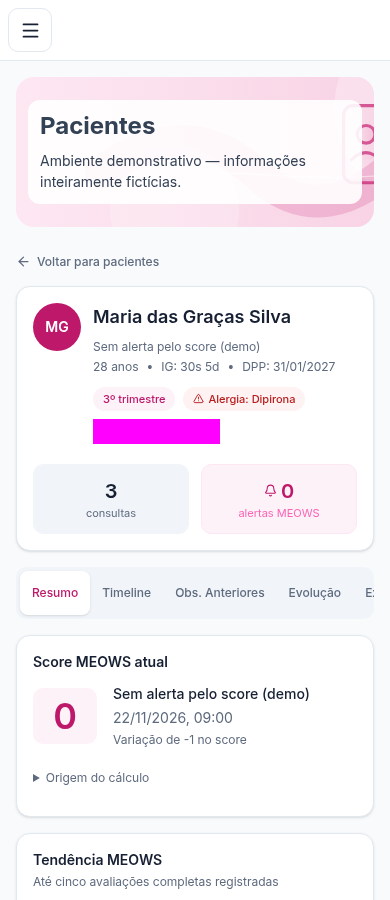 Pacientes
Ambiente demonstrativo — informações
inteiramente fictícias.
Voltar para pacientes
MG
Maria das Graças Silva
Sem alerta pelo score (demo)
28 anos • IG: 30s 5d • DPP: 31/01/2027
3º trimestre
Alergia: Dipirona
3
consultas
0
alertas MEOWS
Resumo Timeline Obs. Anteriores Evolução
Score MEOWS atual
0
Sem alerta pelo score (demo)
22/11/2026, 09:00
Variação de -1 no score
Origem do cálculo
Tendência MEOWS
Até cinco avaliações completas registradas